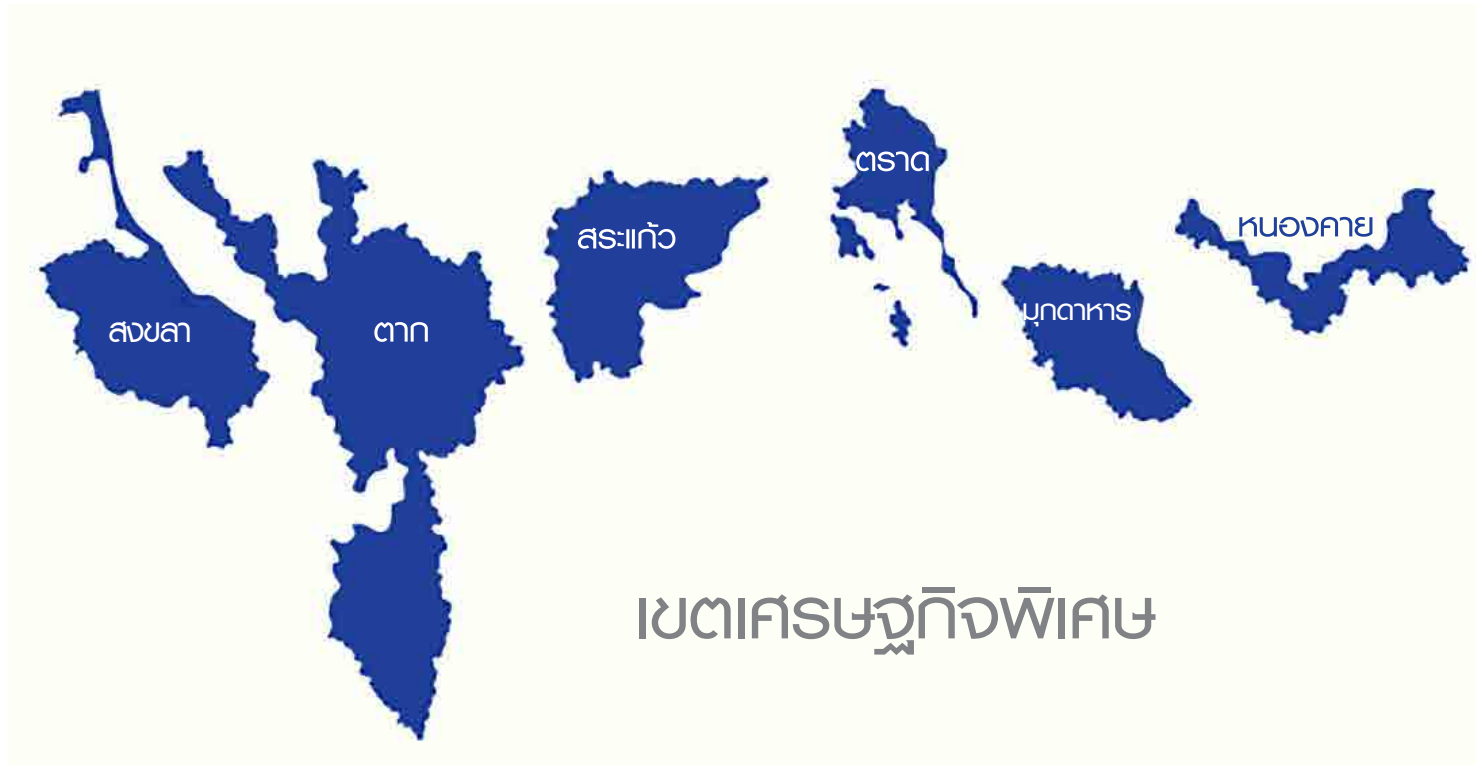 ตราด
หนองคาย
สระแก้ว
มุกดาหาร
สงขลา
ตาก
เขตเศรษฐกิจพิเศษ